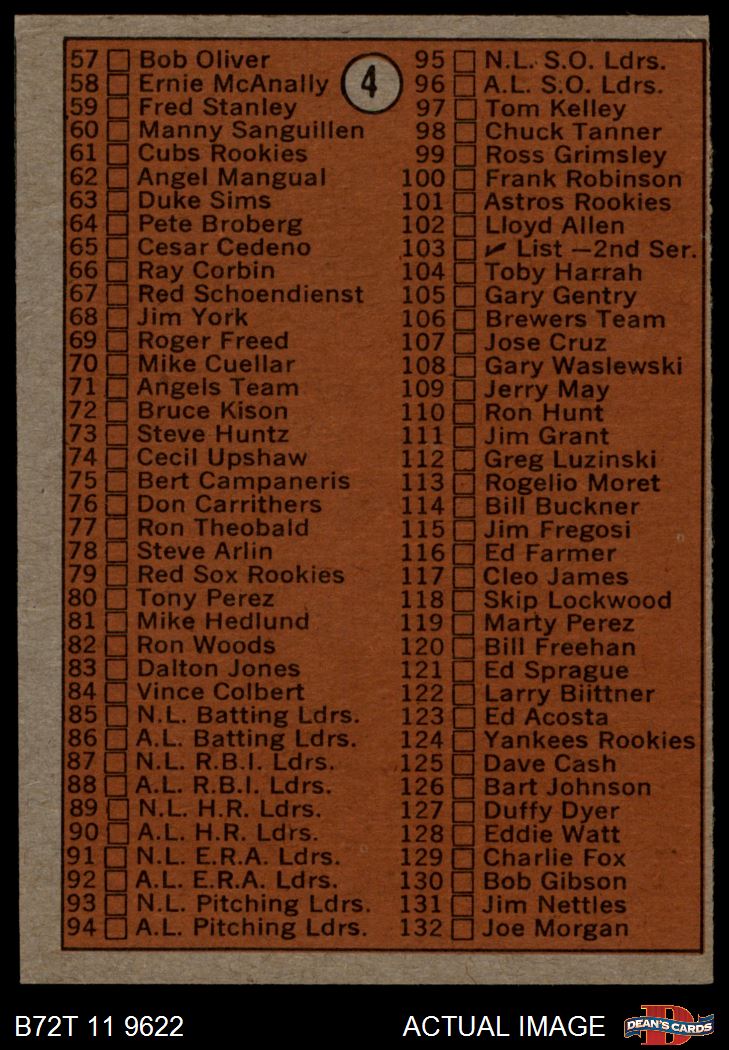 4
57 Bob Oliver
58 Ernie McAnally
59 Fred Stanley
60 Manny Sanguillen
61 Cubs Rookies
62 Angel Mangual
63 Duke Sims
64 Pete Broberg
65 Cesar Cedeno
66 Ray Corbin
67 Red Schoendienst
68 Jim York
69 Roger Freed
70 Mike Cuellar
71 Angels Team
72 Bruce Kison
73 Steve Huntz
74 Cecil Upshaw
75 Bert Campaneris
76 Don Carrithers
77 Ron Theobald
78 Steve Arlin
79 Red Sox Rookies
80 Tony Perez
81 Mike Hedlund
82 Ron Woods
83 Dalton Jones
84 Vince Colbert
85 N.L. Batting Ldrs.
86 A.L. Batting Ldrs.
87 N.L. R.B.I. Ldrs.
88 A.L. R.B.I. Ldrs.
89 N.L. H.R. Ldrs.
90 A.L. H.R. Ldrs.
91 N.L. E.R.A. Ldrs.
92 A.L. E.R.A. Ldrs.
93 N.L. Pitching Ldrs.
94 A.L. Pitching Ldrs.
95 N.L. S.O. Ldrs.
96 A.L. S.O. Ldrs.
97 Tom Kelley
98 Chuck Tanner
99 Ross Grimsley
100 Frank Robinson
101 Astros Rookies
102 Lloyd Allen
103 ✓ List —2nd Ser.
104 Toby Harrah
105 Gary Gentry
106 Brewers Team
107 Jose Cruz
108 Gary Waslewski
109 Jerry May
110 Ron Hunt
111 Jim Grant
112 Greg Luzinski
113 Rogelio Moret
114 Bill Buckner
115 Jim Fregosi
116 Ed Farmer
117 Cleo James
118 Skip Lockwood
119 Marty Perez
120 Bill Freehan
121 Ed Sprague
122 Larry Biittner
123 Ed Acosta
124 Yankees Rookies
125 Dave Cash
126 Bart Johnson
127 Duffy Dyer
128 Eddie Watt
129 Charlie Fox
130 Bob Gibson
131 Jim Nettles
132 Joe Morgan
B72T 11 9622 ACTUAL IMAGE
D
DEAN'S CARDS